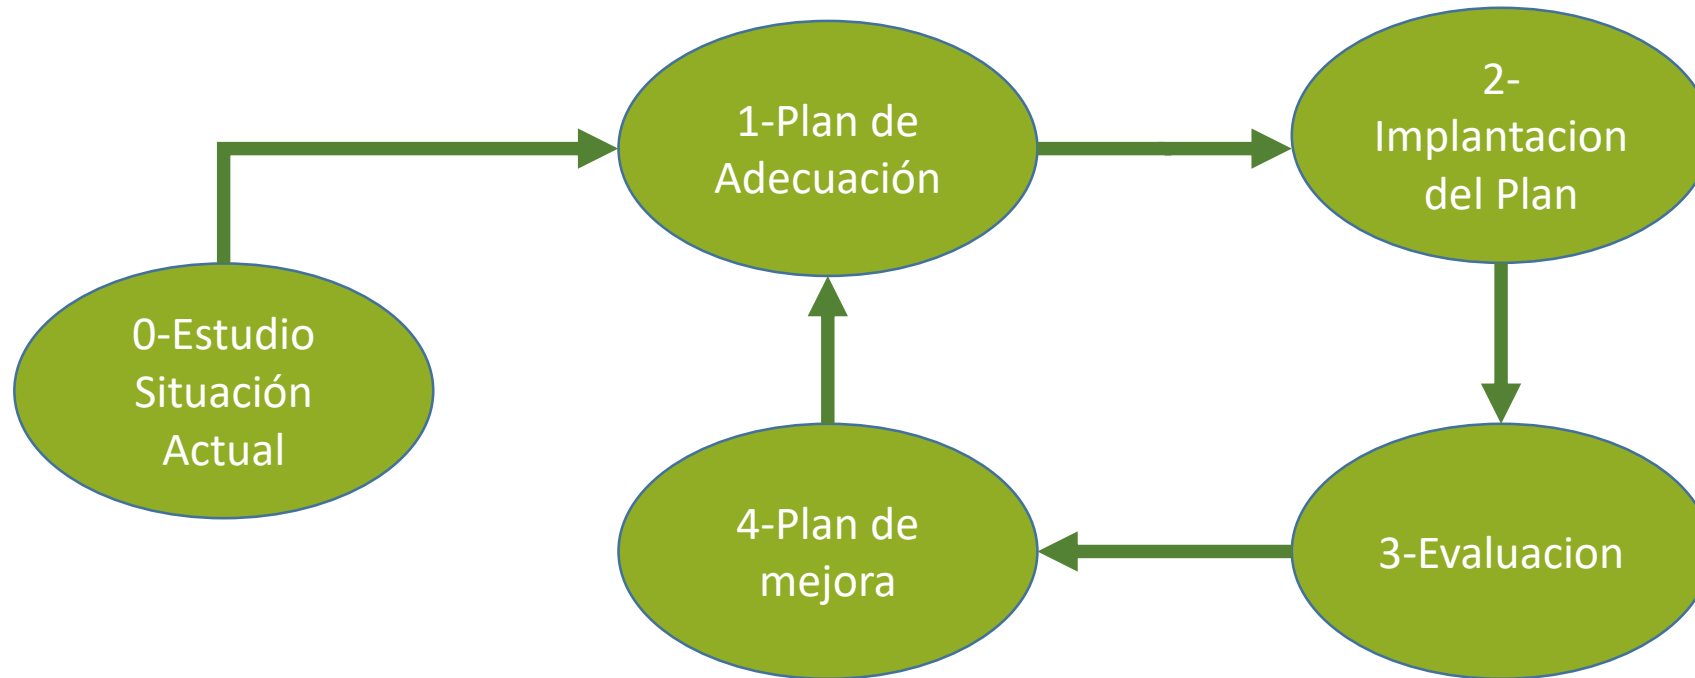 0-Estudio
Situación
Actual
1-Plan de
Adecuación
2-
Implantacion
del Plan
3-Evaluacion
4-Plan de
mejora